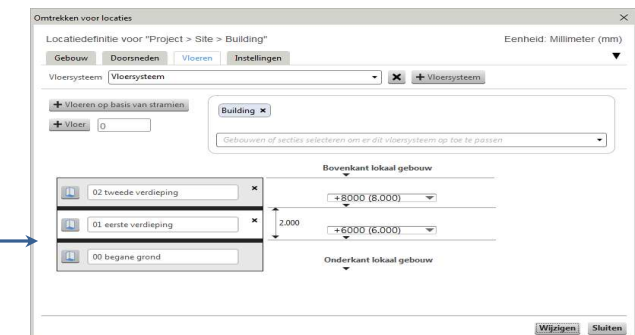 Omtrekken voor locaties
Locatiedefinitie voor "Project > Site > Building" Eenheid: Millimeter (mm)
Gebouw Doorsneden Vloeren Instellingen
Vloersysteem Vloersysteem Vloersysteem
Vloeren op basis van stramien
Building
Vloer 0
Gebouwen of secties selecteren om er dit vloersysteem op toe te passen
Bovenkant lokaal gebouw
02 tweede verdieping
+8000 (8.000)
01 eerste verdieping
2.000
+6000 (6.000)
00 begane grond
Onderkant lokaal gebouw
Wijzigen Sluiten